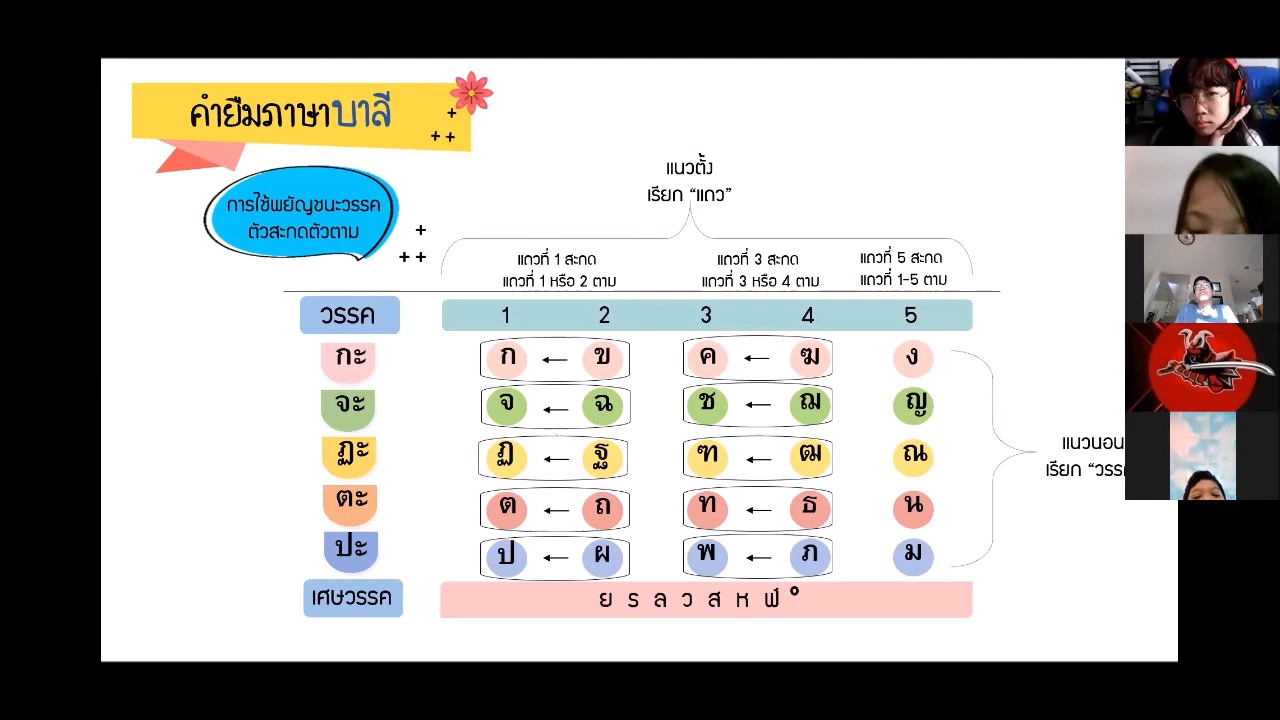 คำยืมภาษาบาลี
การใช้พยัญชนะวรรค
ตัวสะกดตัวตาม
แนวตั้ง
เรียก “แถว”
แถวที่ 1 สะกด
แถวที่ 1 หรือ 2 ตาม
แถวที่ 3 สะกด
แถวที่ 3 หรือ 4 ตาม
แถวที่ 5 สะกด
แถวที่ 1-5 ตาม
วรรค 1 2 3 4 5
กะ ก ← ข ค ← ฆ ง
จะ จ ← ฉ ช ← ฌ ญ
ฏะ ฏ ← ฐ ฑ ← ฒ ณ
ตะ ต ← ถ ท ← ธ น
ปะ ป ← ผ พ ← ภ ม
เศษวรรค ย ร ล ว ส ห ฬ ํ
แนวนอน
เรียก